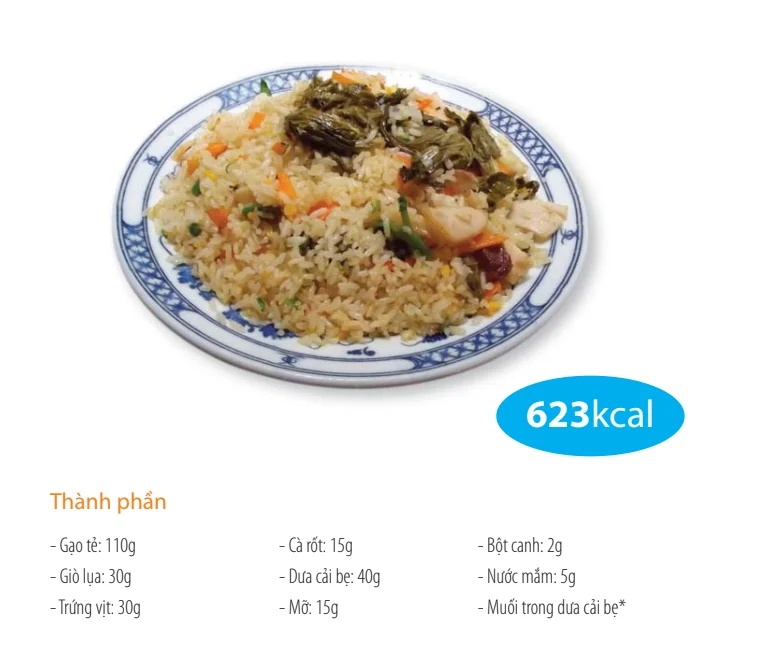 623kcal
Thành phần
- Gạo tẻ: 110g
- Giò lụa: 30g
- Trứng vịt: 30g
- Cà rốt: 15g
- Dưa cải bẹ: 40g
- Mỡ: 15g
- Bột canh: 2g
- Nước mắm: 5g
- Muối trong dưa cải bẹ*